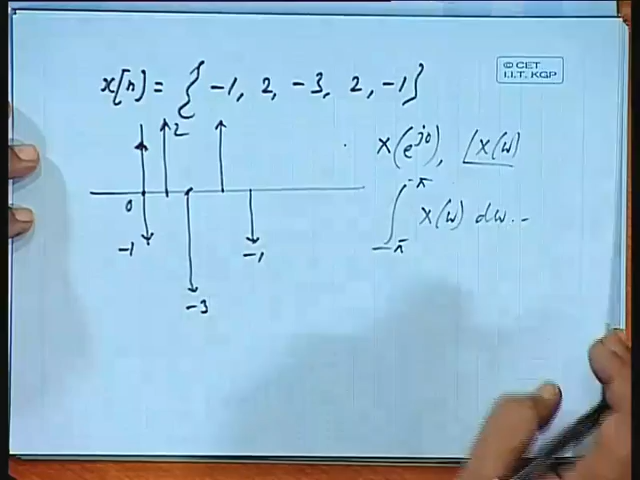 x[n] = { -1, 2, -3, 2, -1}
© CET
I.I.T. KGP
2
X(e^{j0}), ∠X(ω)
0
-1
-3
-1
∫_{-π}^{-π} X(ω) dω..